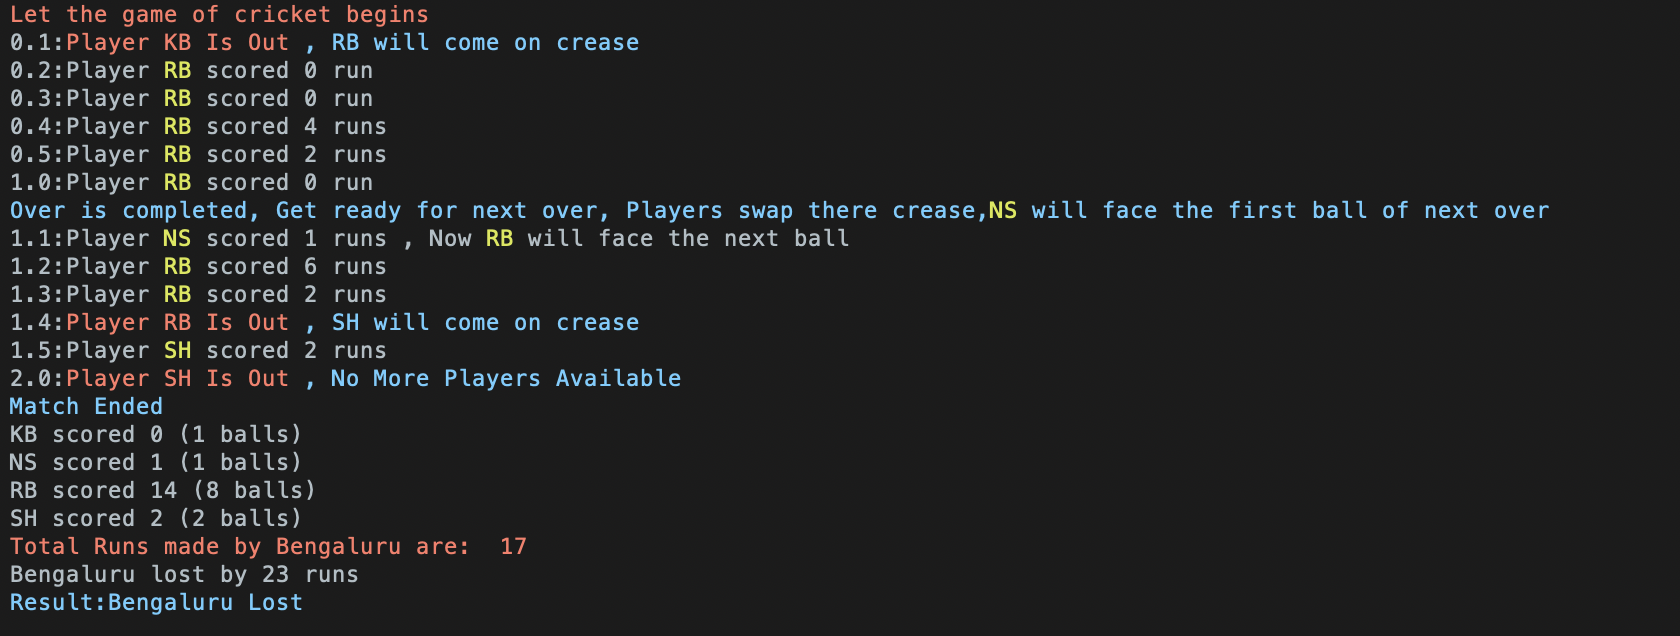 Let the game of cricket begins
0.1:Player KB Is Out , RB will come on crease
0.2:Player RB scored 0 run
0.3:Player RB scored 0 run
0.4:Player RB scored 4 runs
0.5:Player RB scored 2 runs
1.0:Player RB scored 0 run
Over is completed, Get ready for next over, Players swap there crease,NS will face the first ball of next over
1.1:Player NS scored 1 runs , Now RB will face the next ball
1.2:Player RB scored 6 runs
1.3:Player RB scored 2 runs
1.4:Player RB Is Out , SH will come on crease
1.5:Player SH scored 2 runs
2.0:Player SH Is Out , No More Players Available
Match Ended
KB scored 0 (1 balls)
NS scored 1 (1 balls)
RB scored 14 (8 balls)
SH scored 2 (2 balls)
Total Runs made by Bengaluru are:  17
Bengaluru lost by 23 runs
Result:Bengaluru Lost